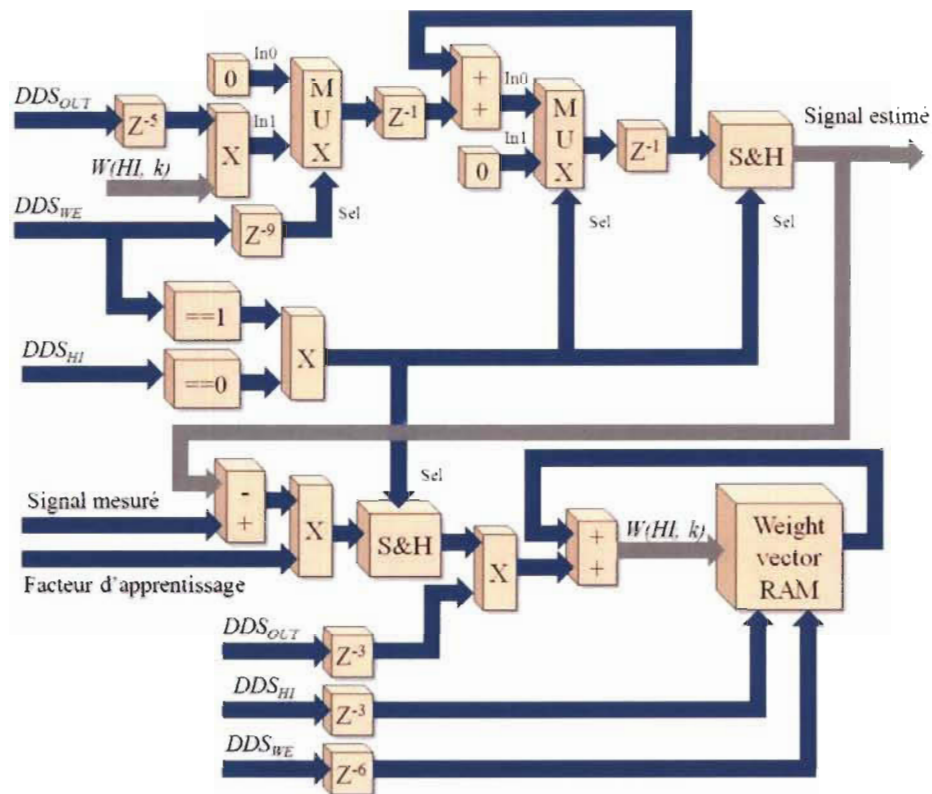 In0
0
DDS_OUT
Z-5
X
In1
M
U
X
Z-1
W(HI, k)
DDS_WE
Z-9
Sel
+
+
In0
In1
0
M
U
X
Sel
Z-1
S&H
Signal estimé
Sel
==1
DDS_HI
==0
X
Sel
-
+
Signal mesuré
X
Facteur d'apprentissage
S&H
X
+
+
W(HI, k)
Weight
vector
RAM
DDS_OUT
Z-3
DDS_HI
Z-3
DDS_WE
Z-6